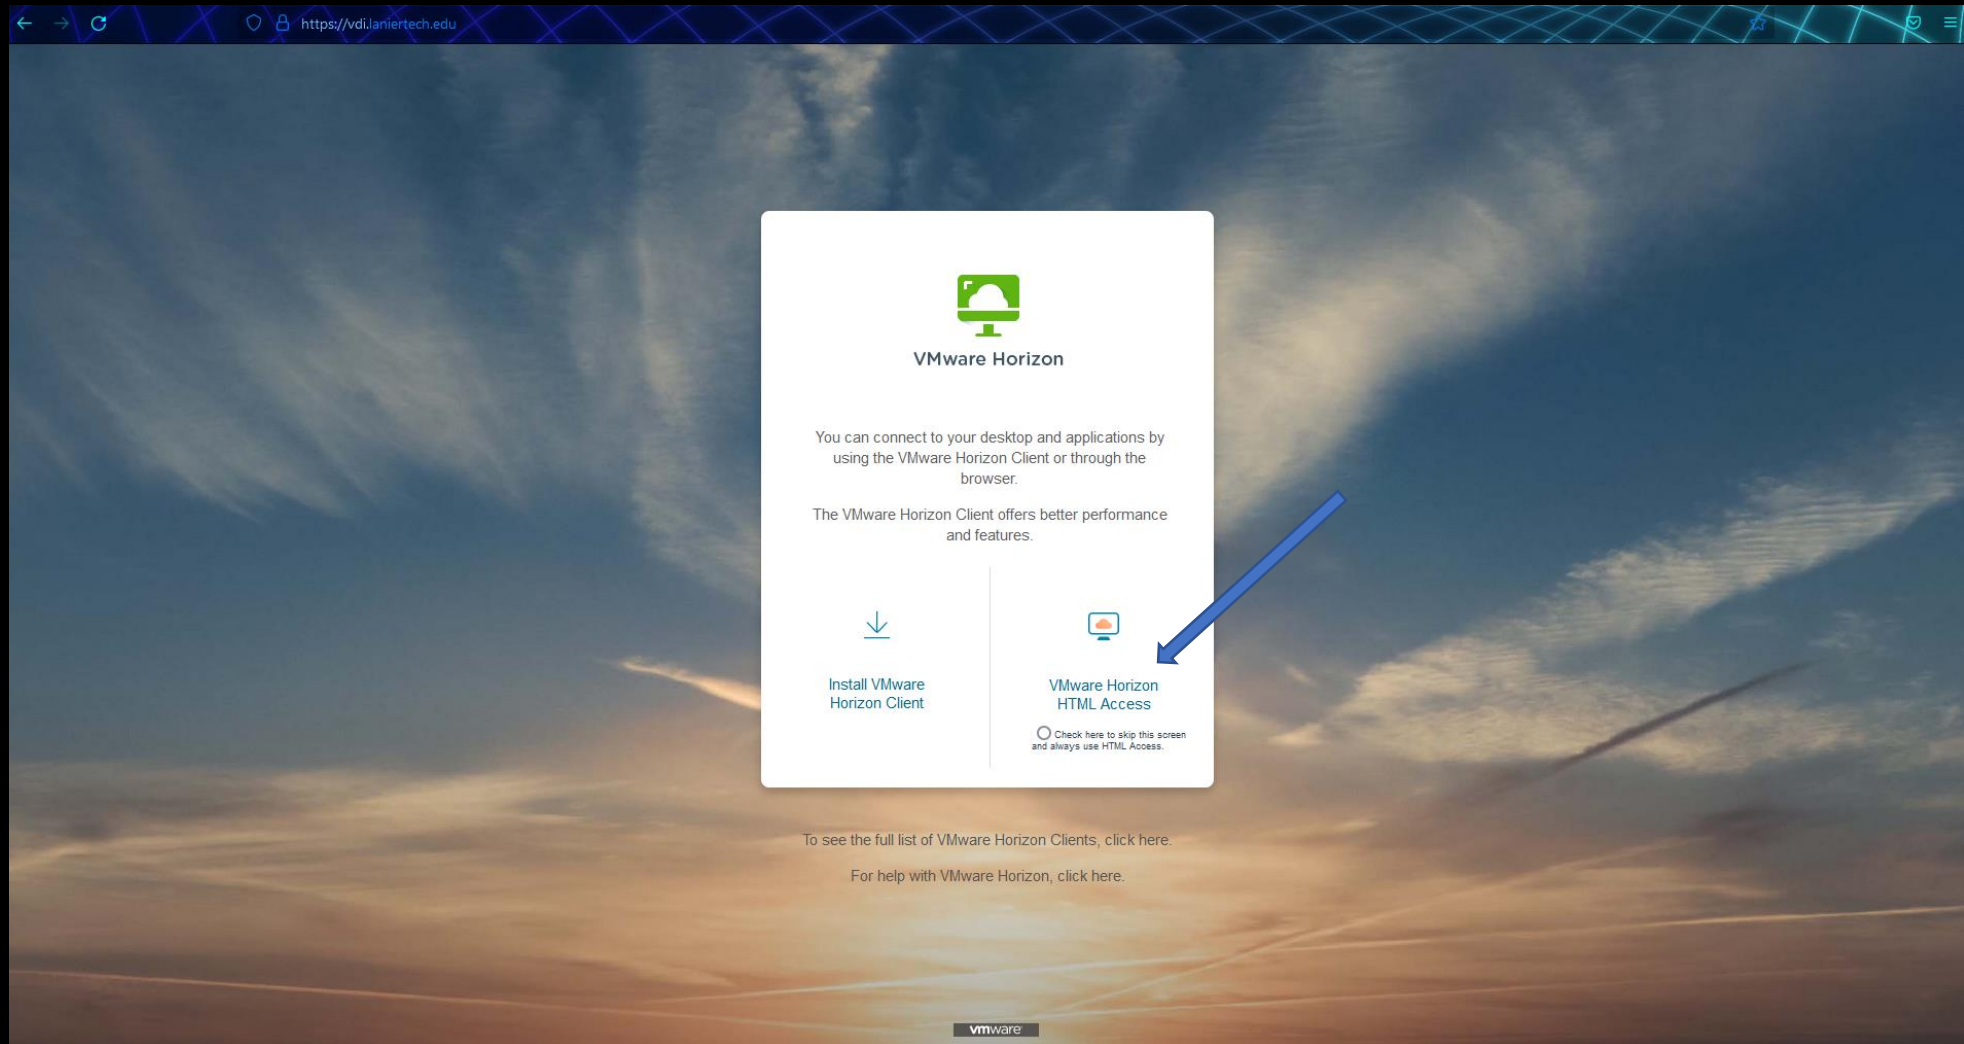 https://vdi.laniertech.edu
VMware Horizon
You can connect to your desktop and applications by
using the VMware Horizon Client or through the
browser.
The VMware Horizon Client offers better performance
and features.
Install VMware
Horizon Client
VMware Horizon
HTML Access
Check here to skip this screen
and always use HTML Access.
To see the full list of VMware Horizon Clients, click here.
For help with VMware Horizon, click here.
vmware